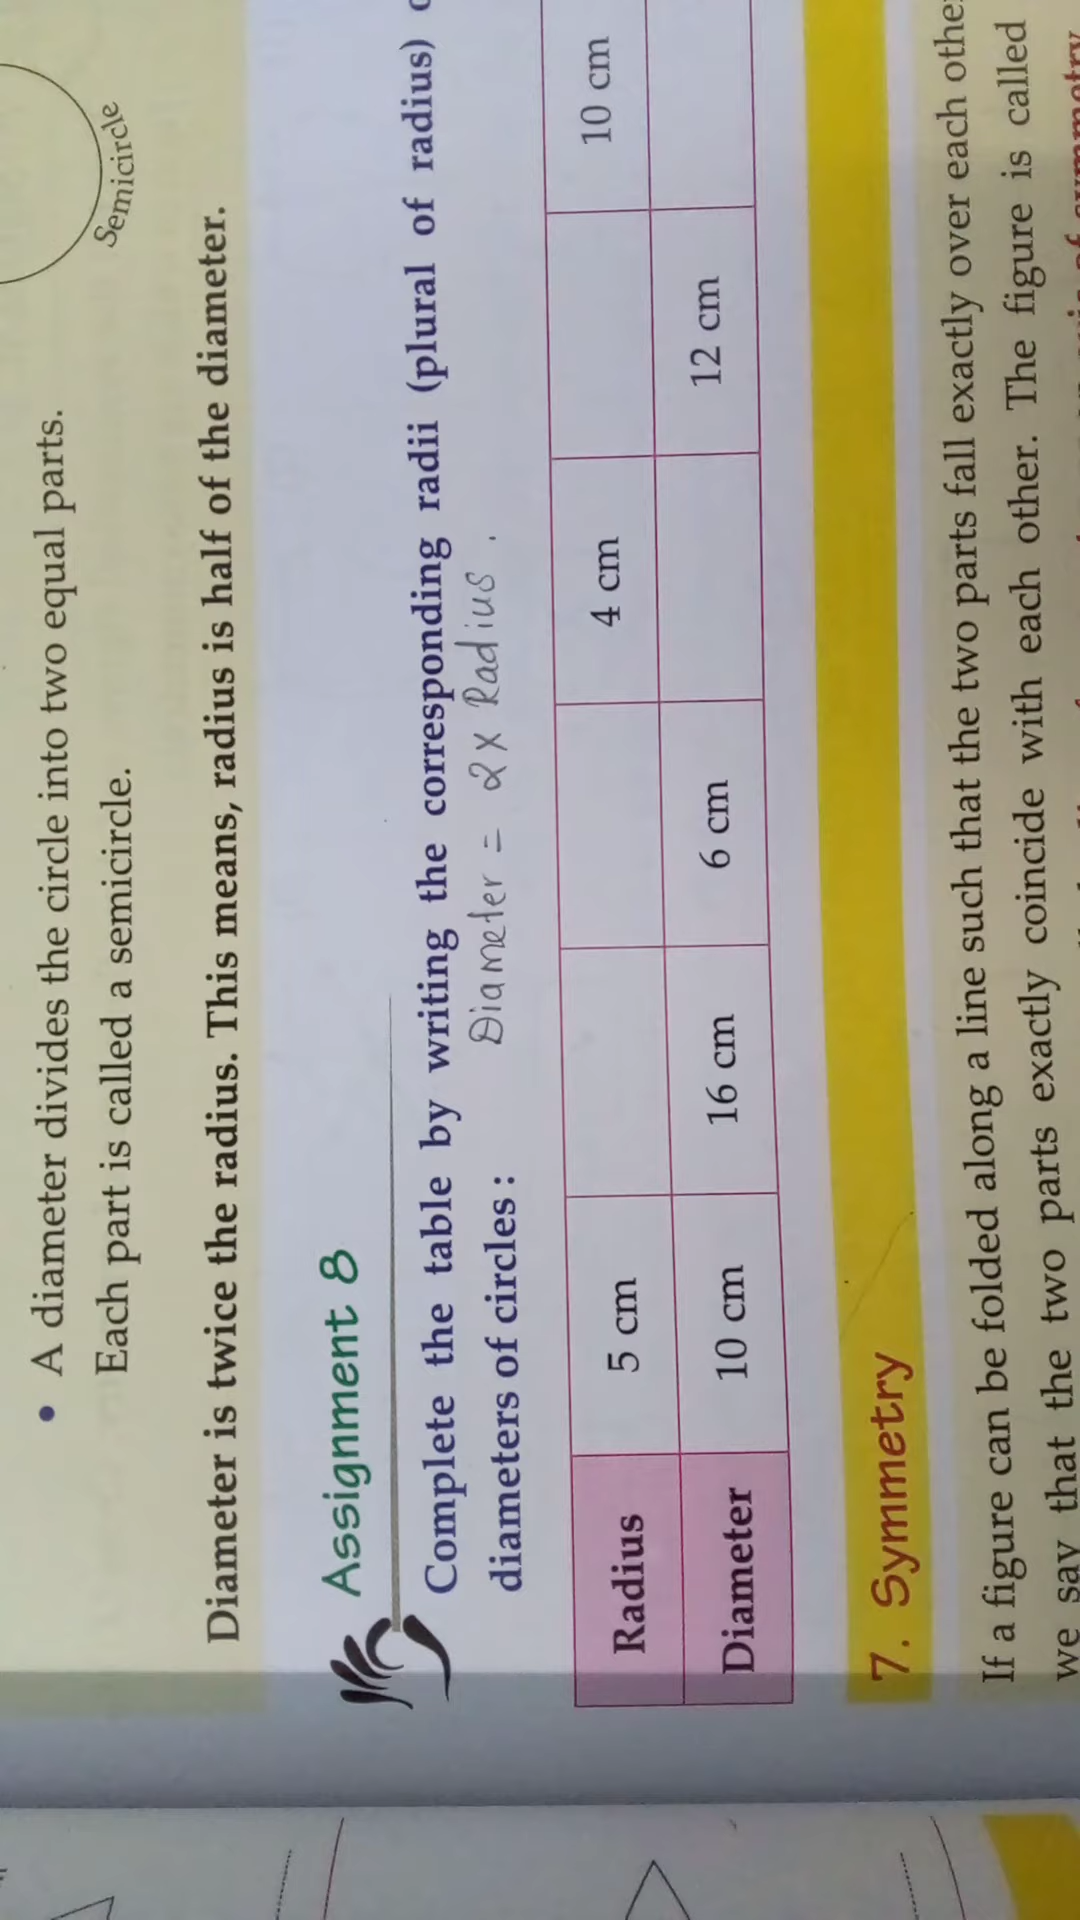 Semicircle
• A diameter divides the circle into two equal parts.
Each part is called a semicircle.
Diameter is twice the radius. This means, radius is half of the diameter.
Assignment 8
Complete the table by writing the corresponding radii (plural of radius)
Diameter = 2 x Radius.
diameters of circles :
Radius 5 cm 4 cm 10 cm
Diameter 10 cm 16 cm 6 cm 12 cm
7. Symmetry
If a figure can be folded along a line such that the two parts fall exactly over each other
we say that the two parts exactly coincide with each other. The figure is called
of symmetry